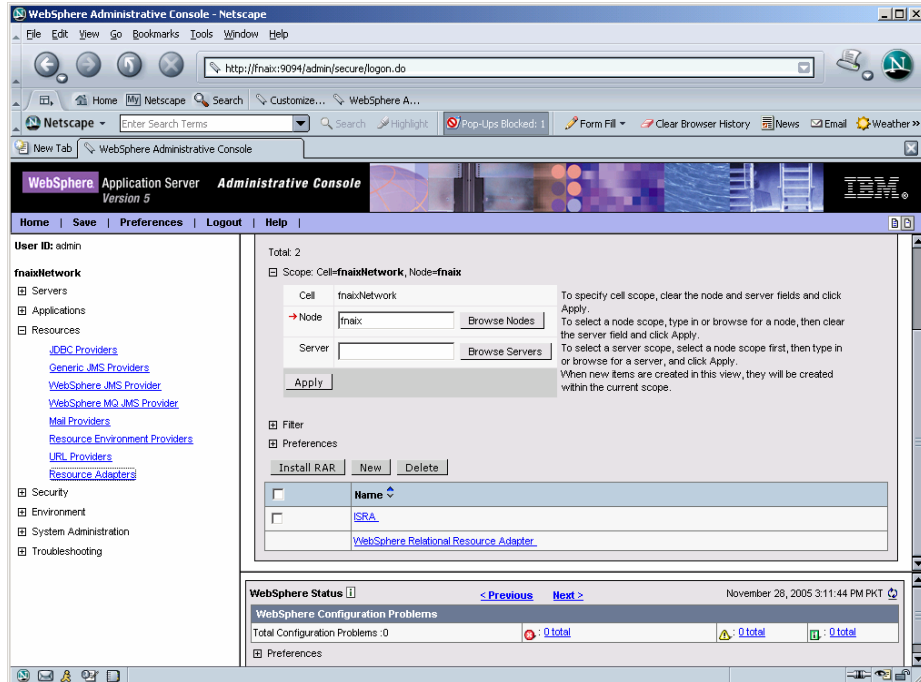 WebSphere Administrative Console - Netscape
File Edit View Go Bookmarks Tools Window Help
http://fnaix:9094/admin/secure/logon.do
Home My Netscape Search Customize... WebSphere A...
Netscape Enter Search Terms Search Highlight Pop-Ups Blocked: 1 Form Fill Clear Browser History News Email Weather »
New Tab WebSphere Administrative Console
WebSphere Application Server Administrative Console
Version 5
IBM
Home | Save | Preferences | Logout | Help |
User ID: admin
fnaixNetwork
Servers
Applications
Resources
JDBC Providers
Generic JMS Providers
WebSphere JMS Provider
WebSphere MQ JMS Provider
Mail Providers
Resource Environment Providers
URL Providers
Resource Adapters
Security
Environment
System Administration
Troubleshooting
Total: 2
Scope: Cell=fnaixNetwork, Node=fnaix
Cell fnaixNetwork
Node fnaix Browse Nodes
Server Browse Servers
Apply
To specify cell scope, clear the node and server fields and click
Apply.
To select a node scope, type in or browse for a node, then clear
the server field and click Apply.
To select a server scope, select a node scope first, then type in
or browse for a server, and click Apply.
When new items are created in this view, they will be created
within the current scope.
Filter
Preferences
Install RAR New Delete
Name
ISRA
WebSphere Relational Resource Adapter
WebSphere Status < Previous Next > November 28, 2005 3:11:44 PM PKT
WebSphere Configuration Problems
Total Configuration Problems :0 : 0 total : 0 total : 0 total
Preferences